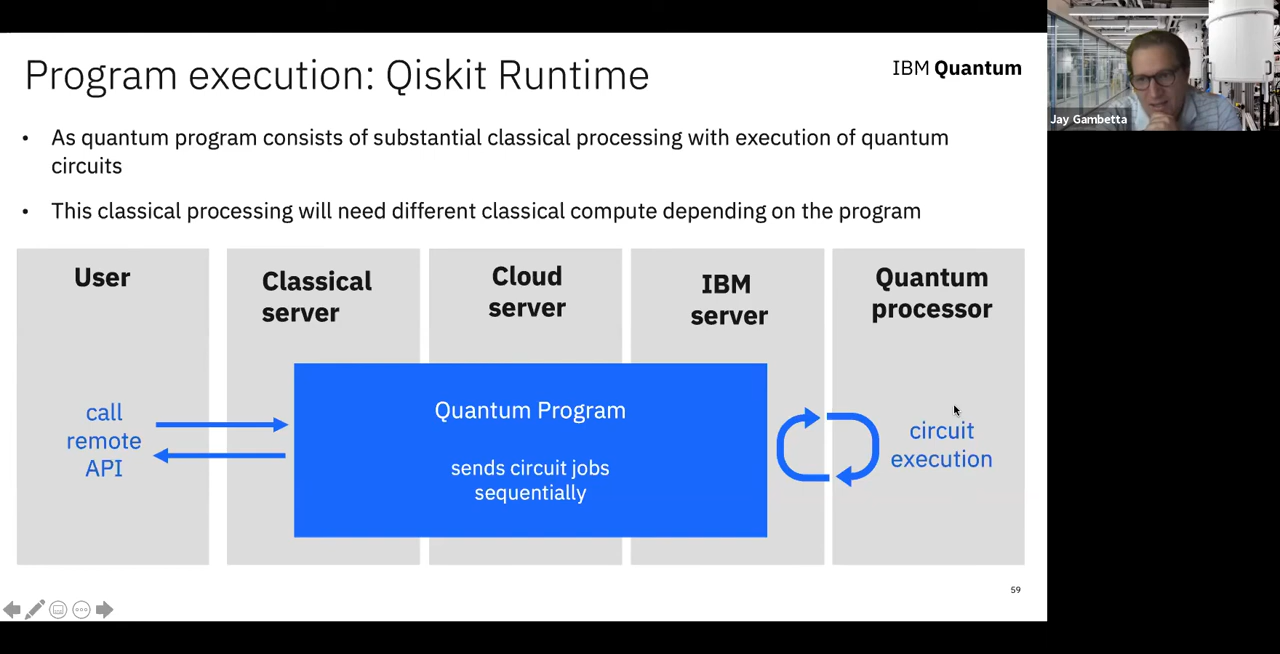 Program execution: Qiskit Runtime
IBM Quantum
• As quantum program consists of substantial classical processing with execution of quantum
circuits
• This classical processing will need different classical compute depending on the program
User
Classical
server
Cloud
server
IBM
server
Quantum
processor
call
remote
API
Quantum Program
sends circuit jobs
sequentially
circuit
execution
59
Jay Gambetta